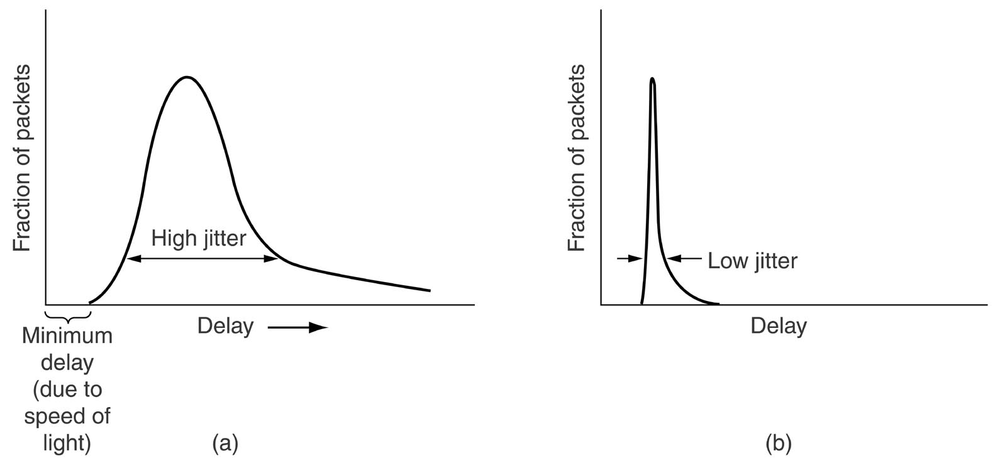 Fraction of packets
High jitter
Minimum
delay
(due to
speed of
light)
Delay
(a)
Fraction of packets
Low jitter
Delay
(b)